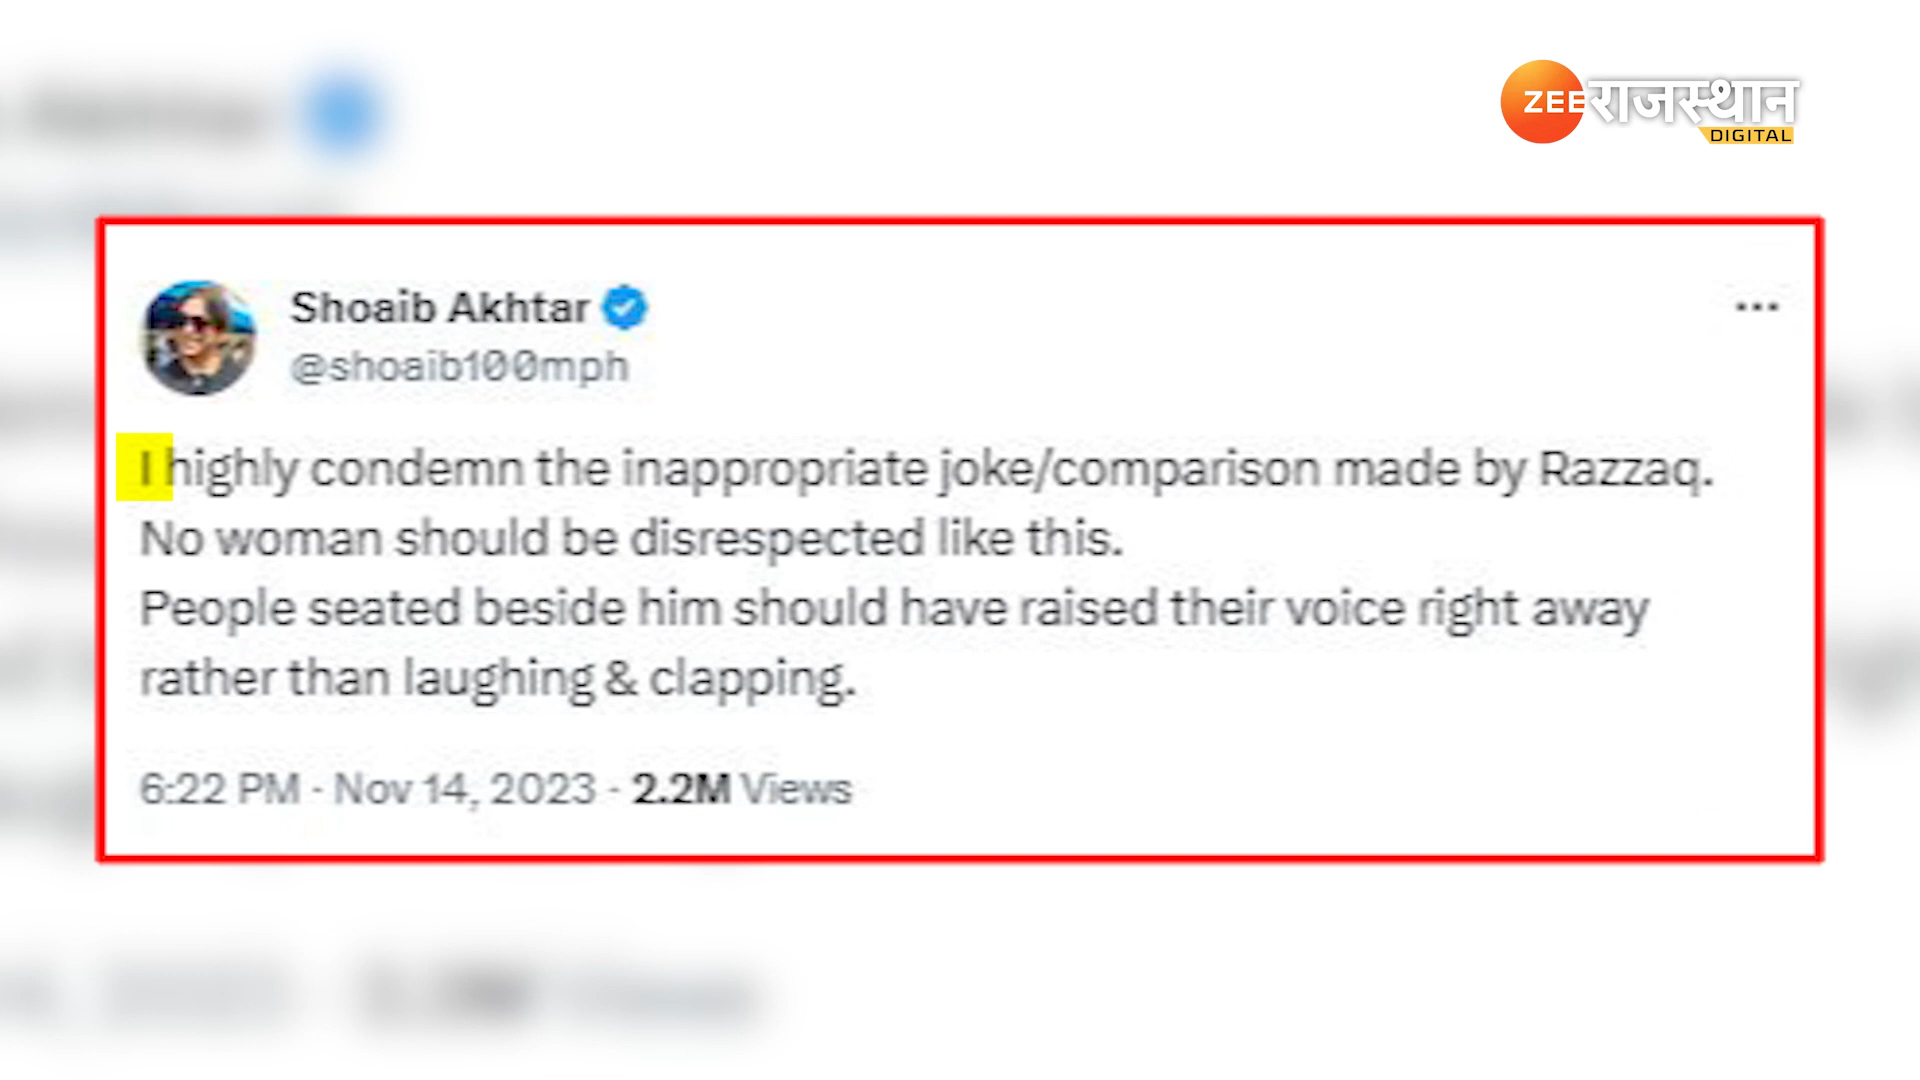 ZEE राजस्थान
DIGITAL
Shoaib Akhtar
@shoaib100mph
I highly condemn the inappropriate joke/comparison made by Razzaq.
No woman should be disrespected like this.
People seated beside him should have raised their voice right away
rather than laughing & clapping.
6:22 PM · Nov 14, 2023 · 2.2M Views